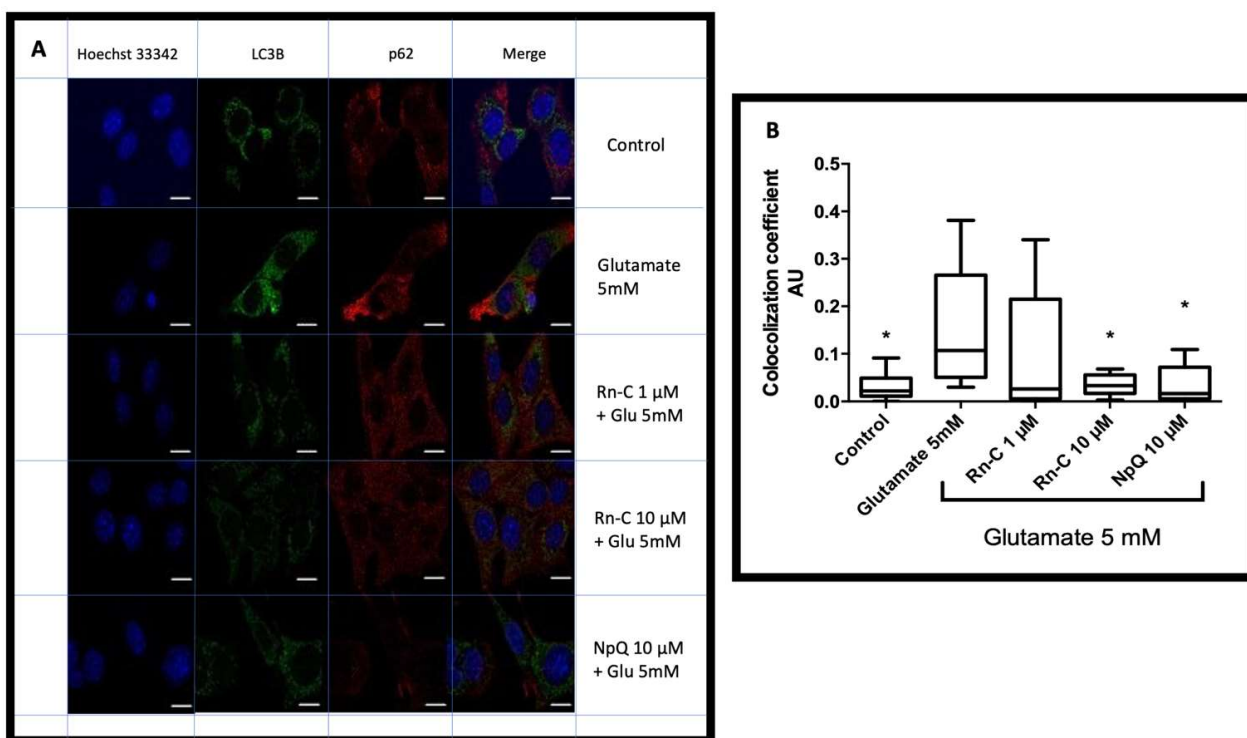 A
Hoechst 33342 LC3B p62 Merge
Control
Glutamate
5mM
Rn-C 1 µM
+ Glu 5mM
Rn-C 10 µM
+ Glu 5mM
NpQ 10 µM
+ Glu 5mM
B
Colocolization coefficient
AU
0.5
0.4
0.3
0.2
0.1
0.0
* * *
Control
Glutamate 5mM
Rn-C 1 µM
Rn-C 10 µM
NpQ 10 µM
Glutamate 5 mM